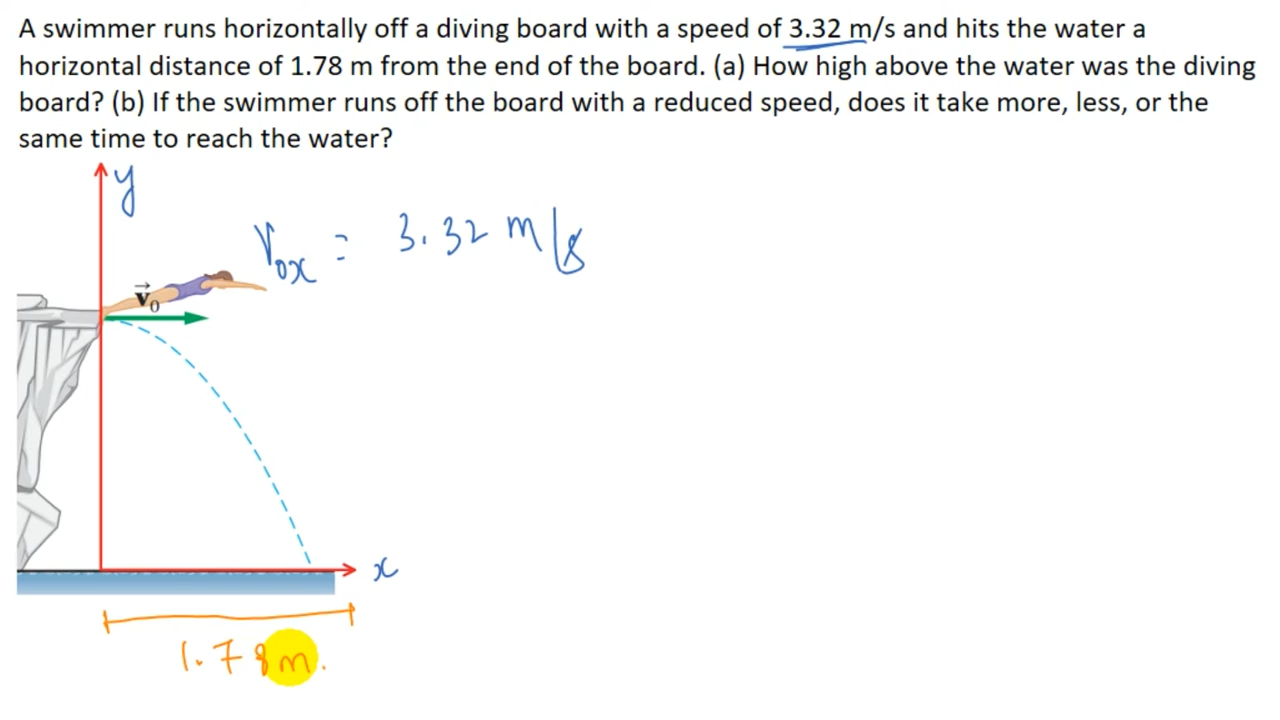 A swimmer runs horizontally off a diving board with a speed of 3.32 m/s and hits the water a
horizontal distance of 1.78 m from the end of the board. (a) How high above the water was the diving
board? (b) If the swimmer runs off the board with a reduced speed, does it take more, less, or the
same time to reach the water?
y
V₀ₓ = 3.32 m/s
v⃗₀
x
1.78m.